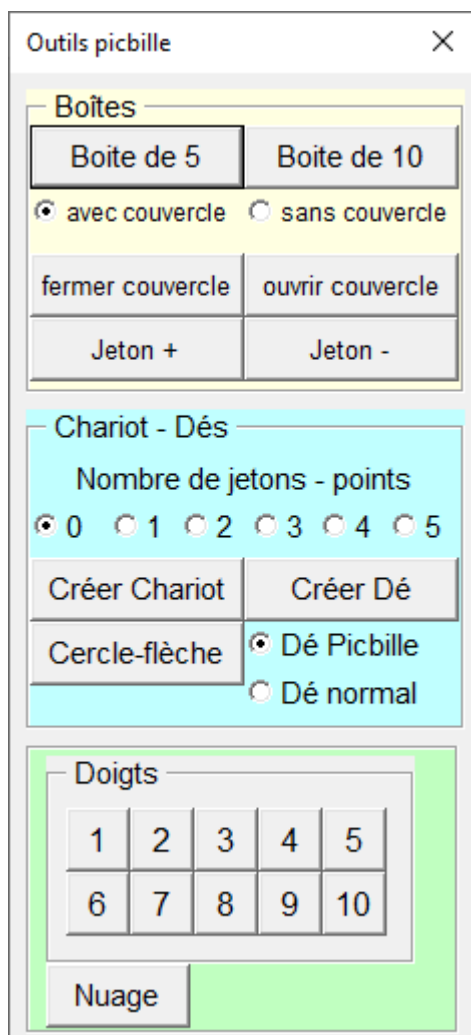 Outils picbille
Boîtes
Boite de 5 Boite de 10
avec couvercle sans couvercle
fermer couvercle ouvrir couvercle
Jeton + Jeton -
Chariot - Dés
Nombre de jetons - points
0 1 2 3 4 5
Créer Chariot Créer Dé
Cercle-flèche Dé Picbille
Dé normal
Doigts
1 2 3 4 5
6 7 8 9 10
Nuage